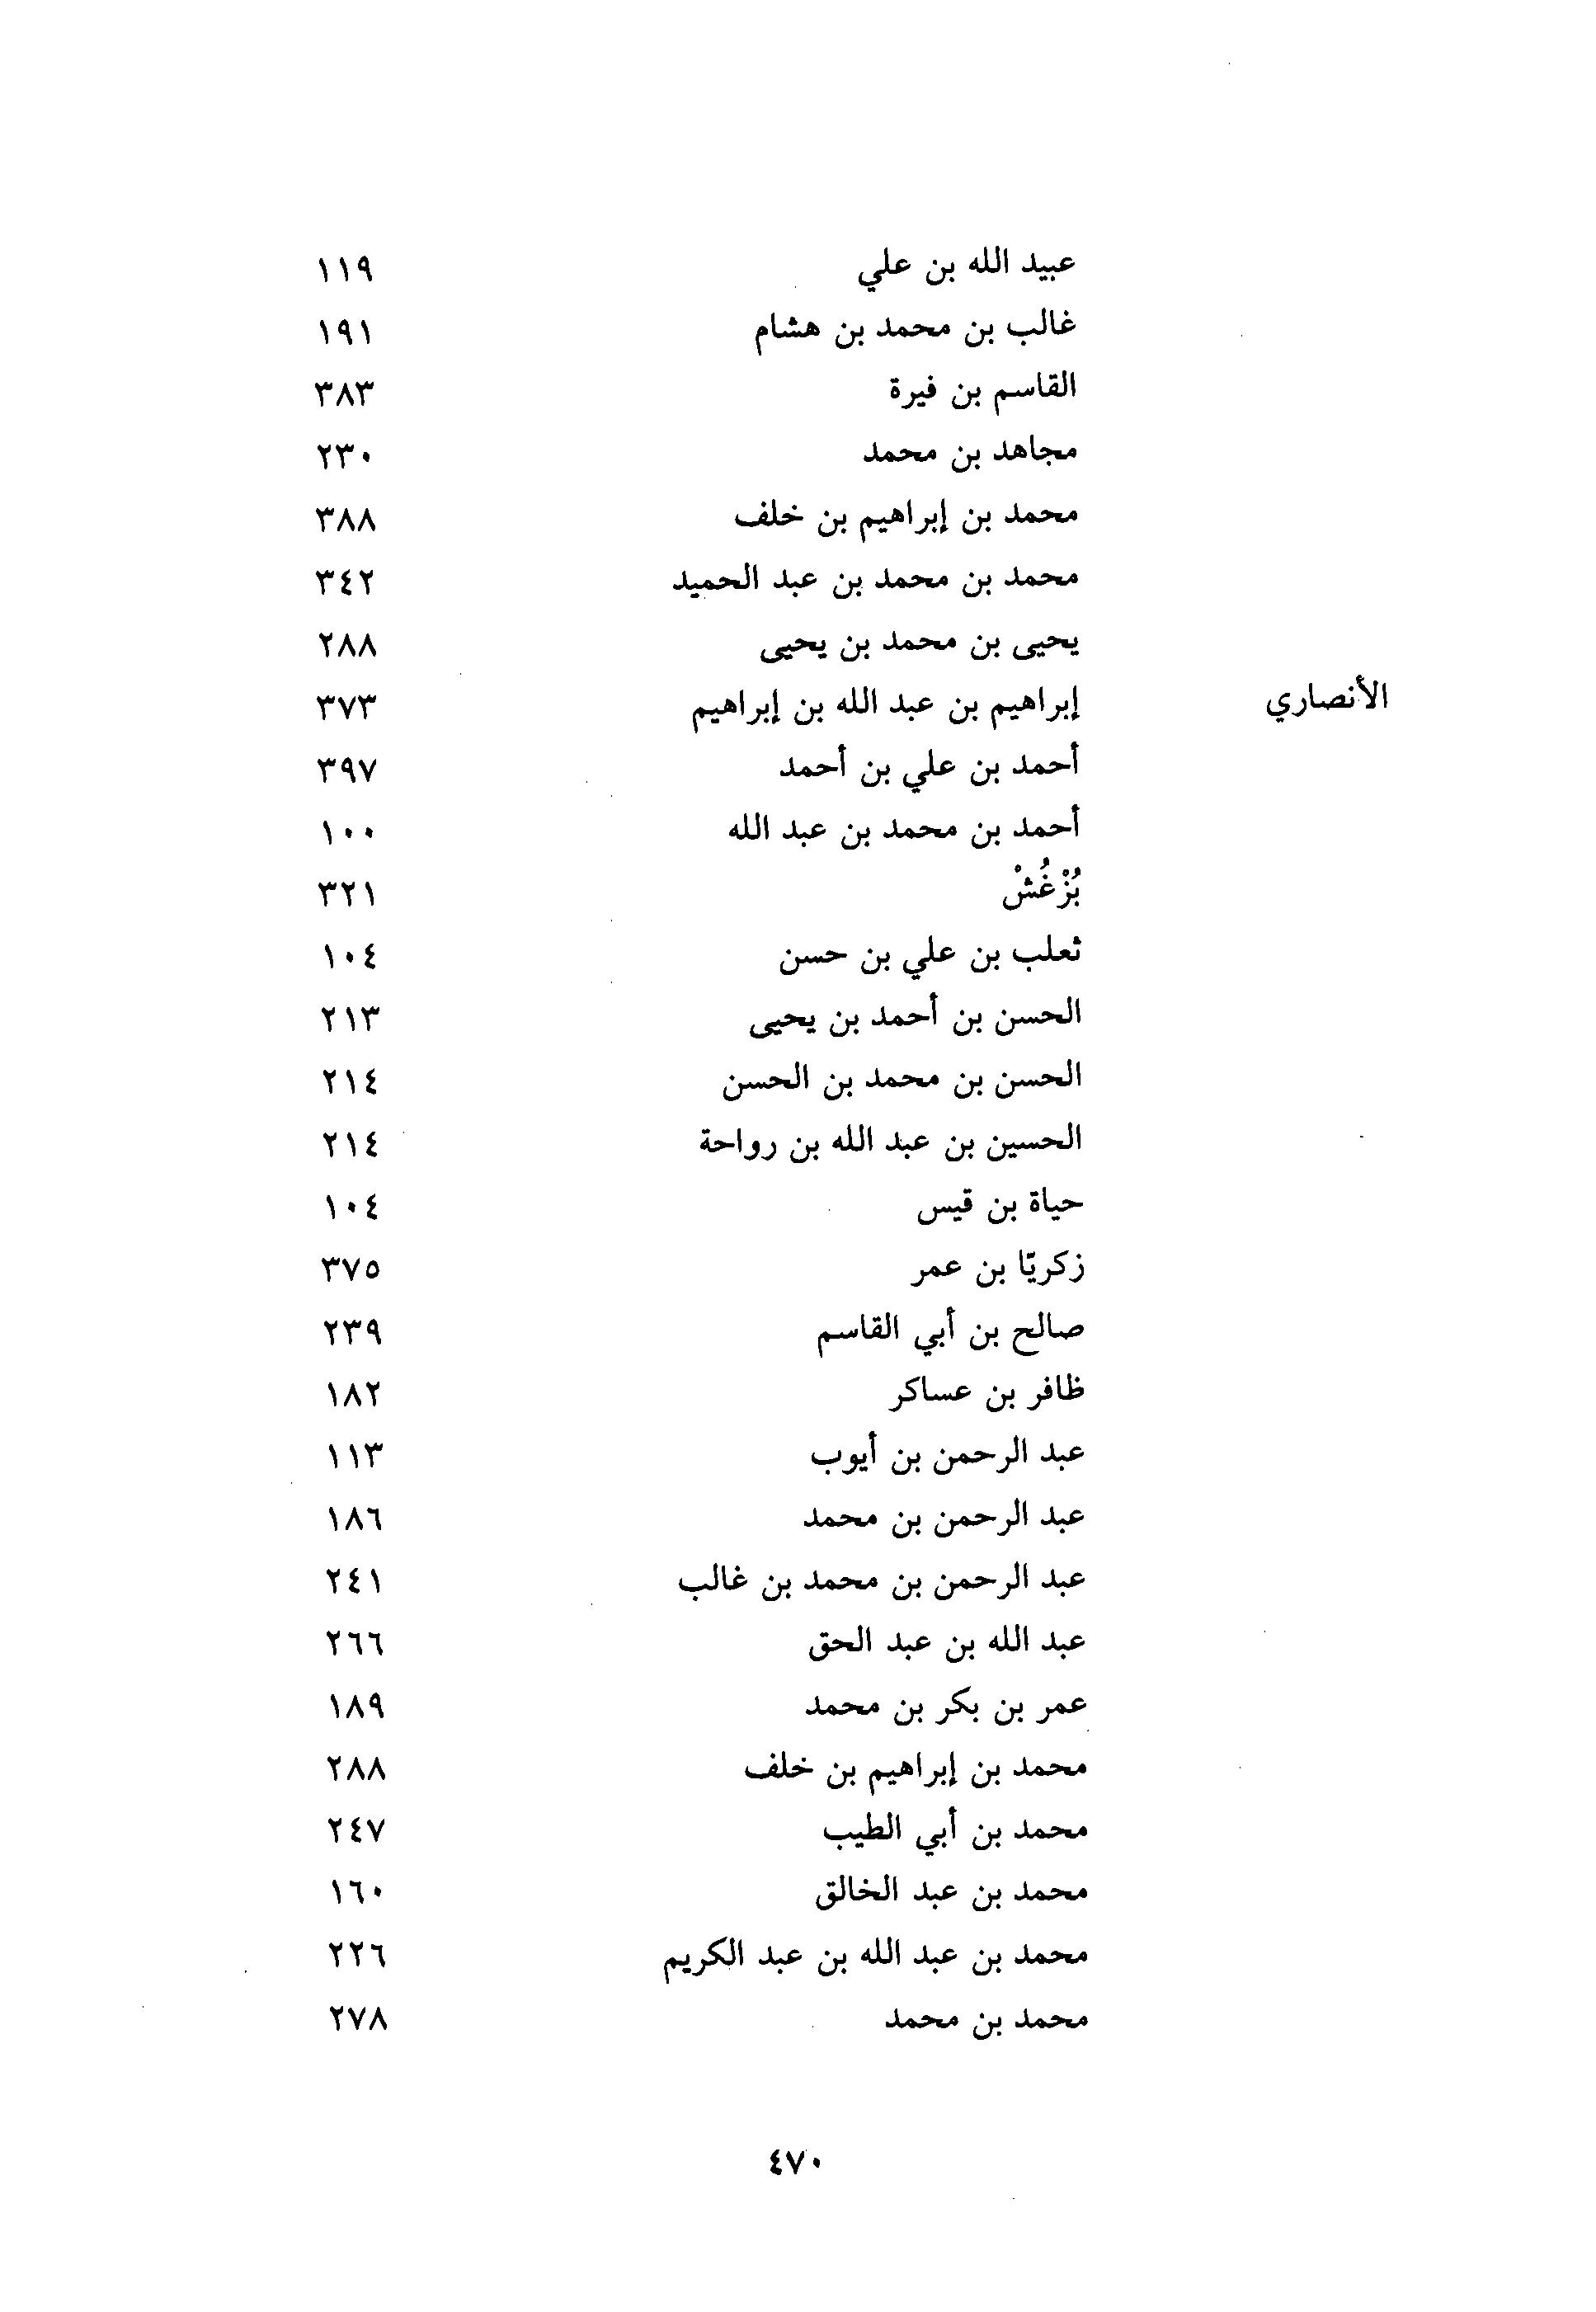 عبيد الله بن علي ١١٩
غالب بن محمد بن هشام ١٩١
القاسم بن فيرة ٣٨٣
مجاهد بن محمد ٢٣٠
محمد بن إبراهيم بن خلف ٣٨٨
محمد بن محمد بن عبد الحميد ٣٤٢
يحيى بن محمد بن يحيى ٢٨٨
الأنصاري إبراهيم بن عبد الله بن إبراهيم ٣٧٣
أحمد بن علي بن أحمد ٣٩٧
أحمد بن محمد بن عبد الله ١٠٠
بُزْغُشْ ٣٢١
ثعلب بن علي بن حسن ١٠٤
الحسن بن أحمد بن يحيى ٢١٣
الحسن بن محمد بن الحسن ٢١٤
الحسين بن عبد الله بن رواحة ٢١٤
حياة بن قيس ١٠٤
زكريّا بن عمر ٣٧٥
صالح بن أبي القاسم ٢٣٩
ظافر بن عساكر ١٨٢
عبد الرحمن بن أيوب ١١٣
عبد الرحمن بن محمد ١٨٦
عبد الرحمن بن محمد بن غالب ٢٤١
عبد الله بن عبد الحق ٢٦٦
عمر بن بكر بن محمد ١٨٩
محمد بن إبراهيم بن خلف ٢٨٨
محمد بن أبي الطيب ٢٤٧
محمد بن عبد الخالق ١٦٠
محمد بن عبد الله بن عبد الكريم ٢٢٦
محمد بن محمد ٢٧٨
٤٧٠